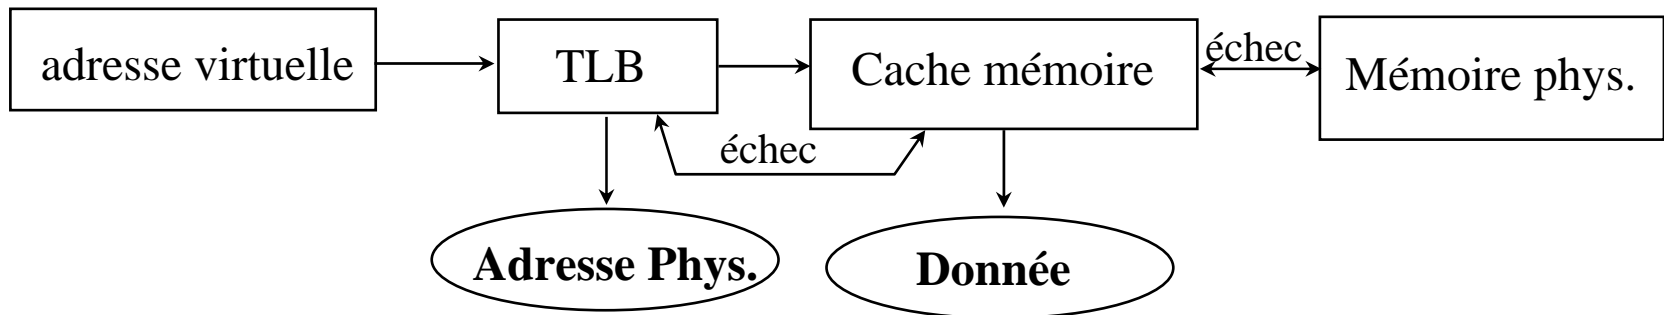 adresse virtuelle
TLB
Cache mémoire
échec
Mémoire phys.
échec
Adresse Phys.
Donnée